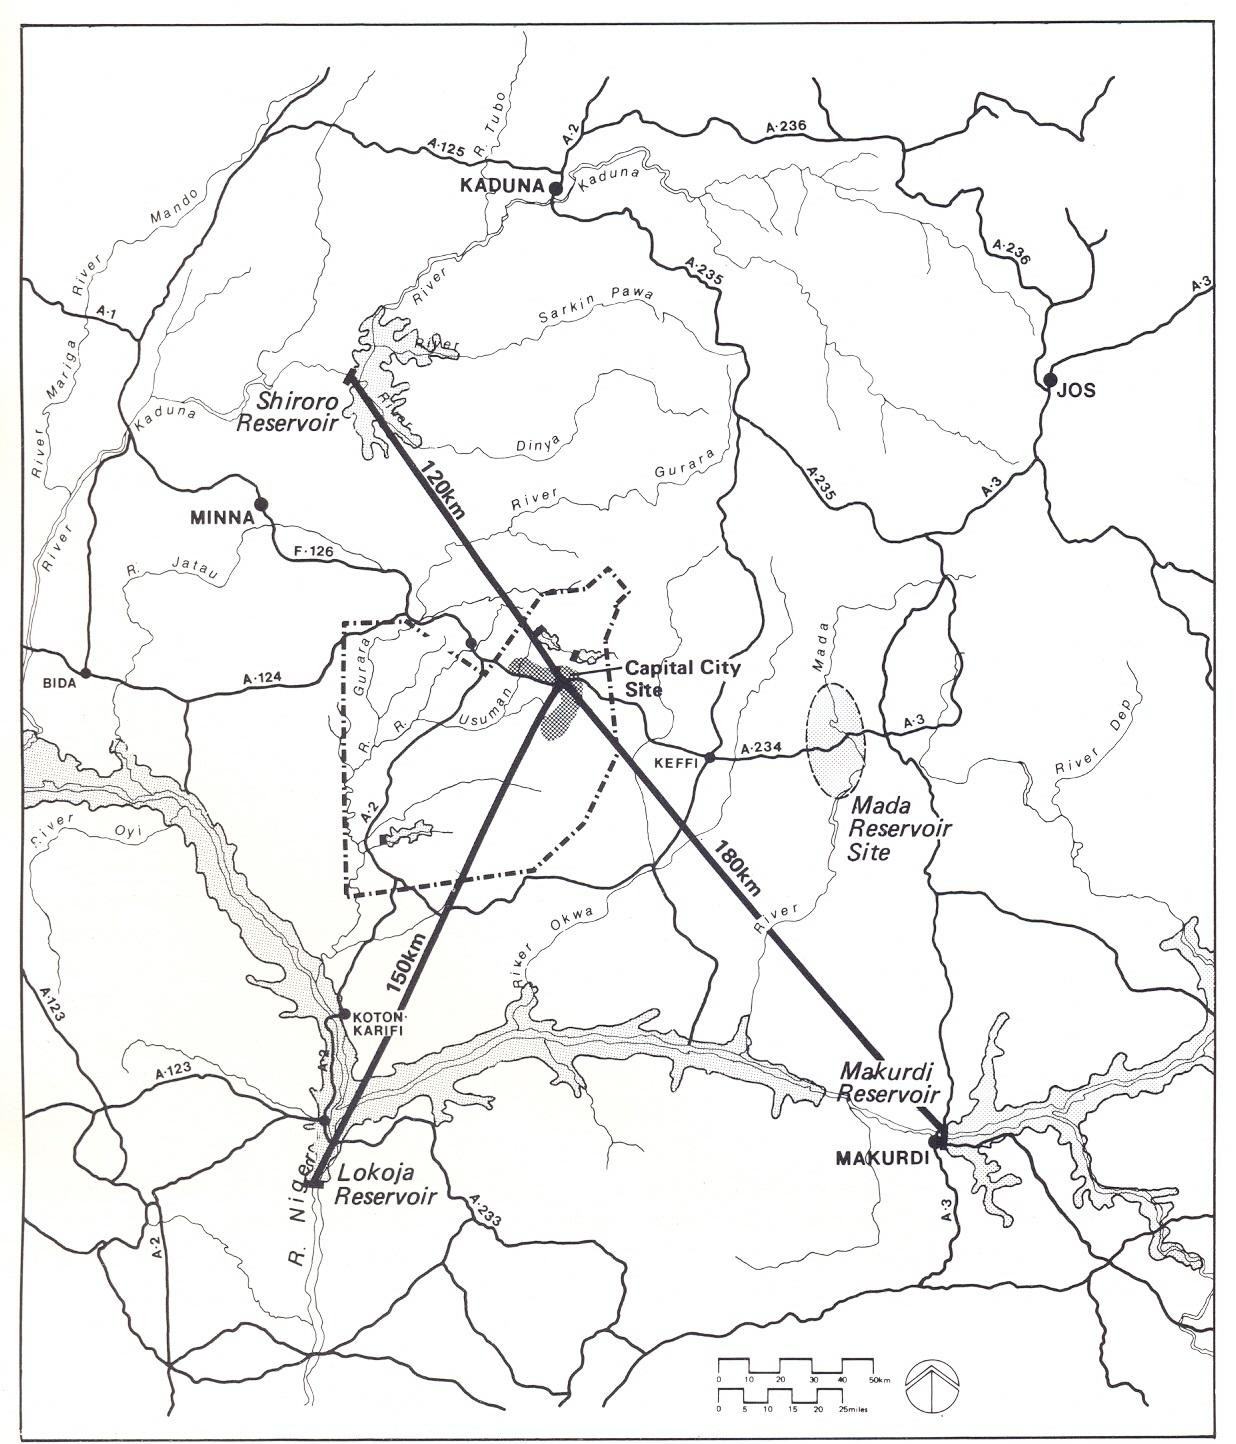 R. Tubo
A·2
A·236
A·125
KADUNA
Kaduna
River Mando
A·235
A·236
A·3
River
A·1
Sarkin Pawa
River
River Mariga
JOS
Shiroro
Reservoir
River
Kaduna
Dinya
120km
Gurara
A·235
A·3
River
MINNA
F·126
River
R. Jatau
Mada
Gurara
Capital City
Site
BIDA
A·124
Usuman
R.
R.
A·3
River Dep
A·234
KEFFI
A·2
Mada
Reservoir
Site
River Oyi
180km
River
Okwa
River
150km
A·123
KOTON-
KARIFI
A·2
A·123
Makurdi
Reservoir
MAKURDI
Lokoja
Reservoir
R. Niger
A·233
A·3
A·2
0 10 20 30 40 50km
0 5 10 15 20 25miles